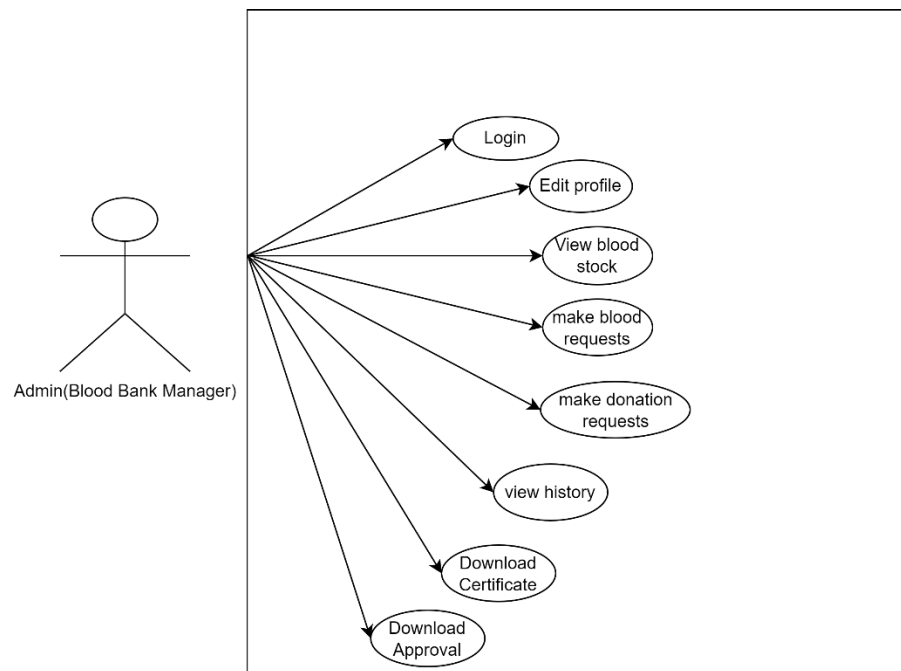 Login
Edit profile
View blood
stock
make blood
requests
Admin(Blood Bank Manager)
make donation
requests
view history
Download
Certificate
Download
Approval